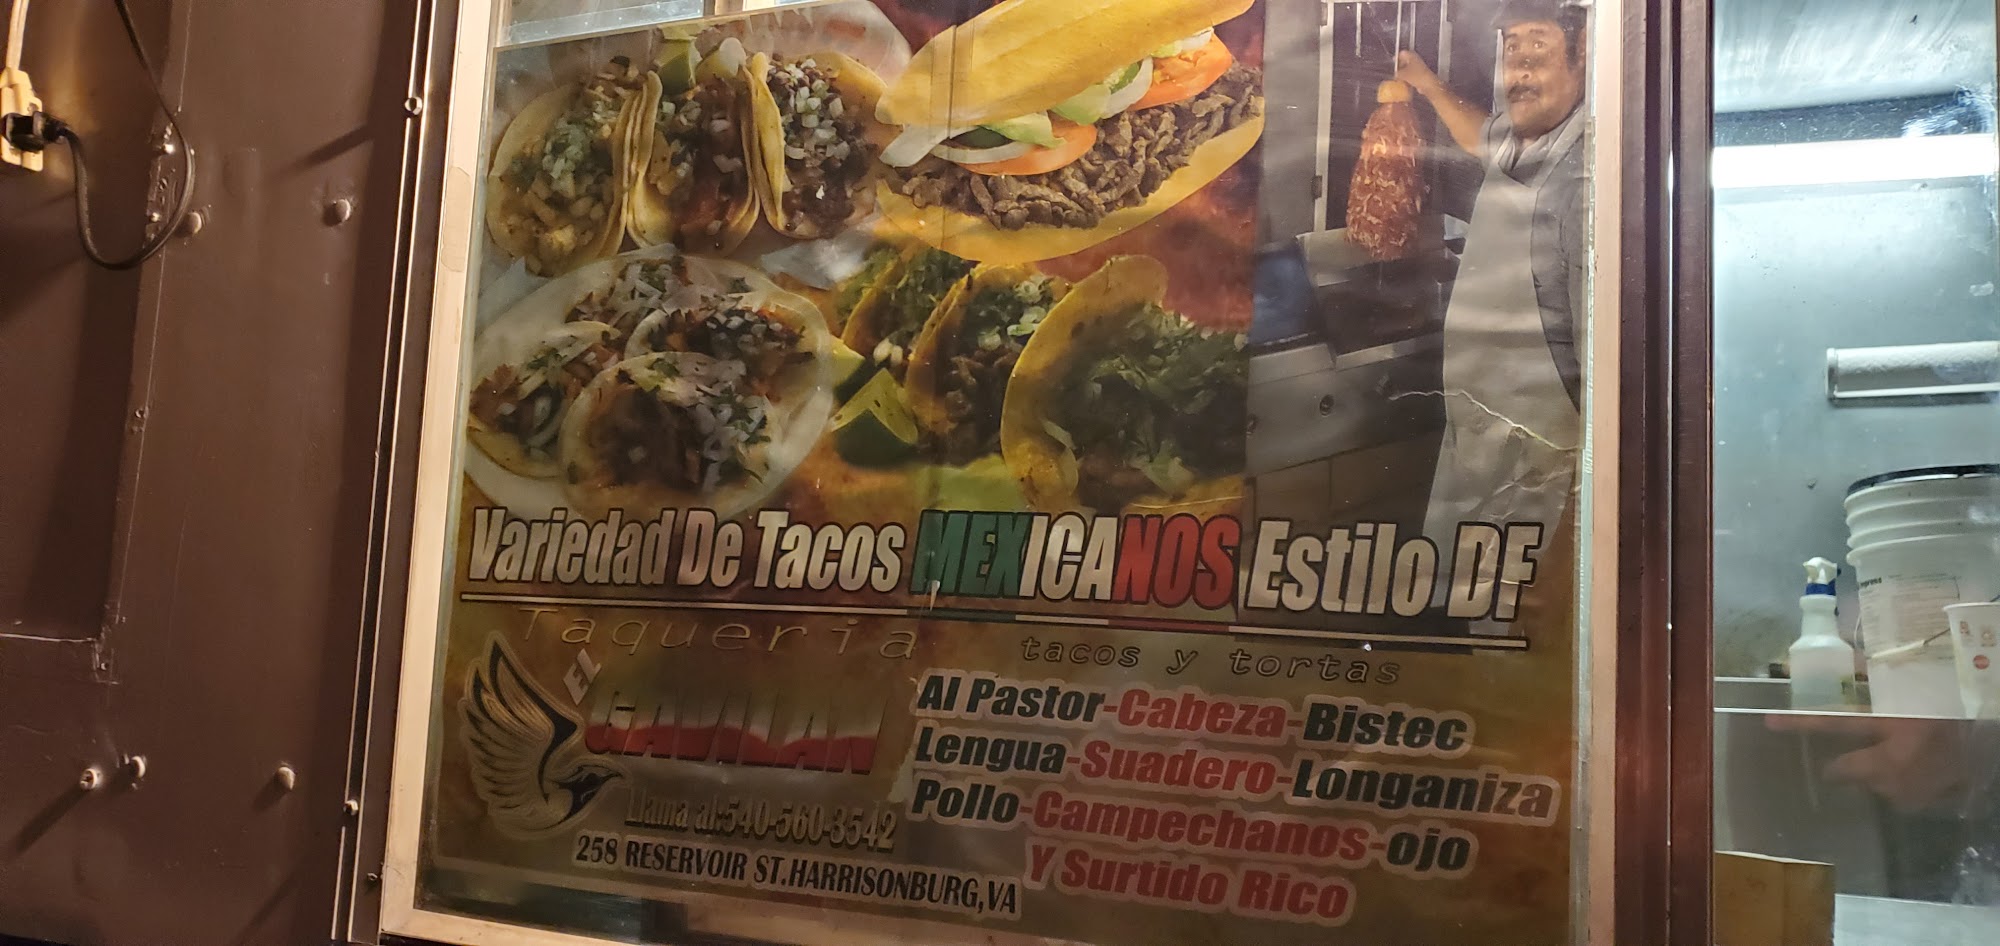 Variedad De Tacos MEXICANOS Estilo DF
Taqueria
tacos y tortas
EL
GAVILAN
Llama al:540-560-3542
258 RESERVOIR ST.HARRISONBURG,VA
Al Pastor-Cabeza-Bistec
Lengua-Suadero-Longaniza
Pollo-Campechanos-ojo
Y Surtido Rico